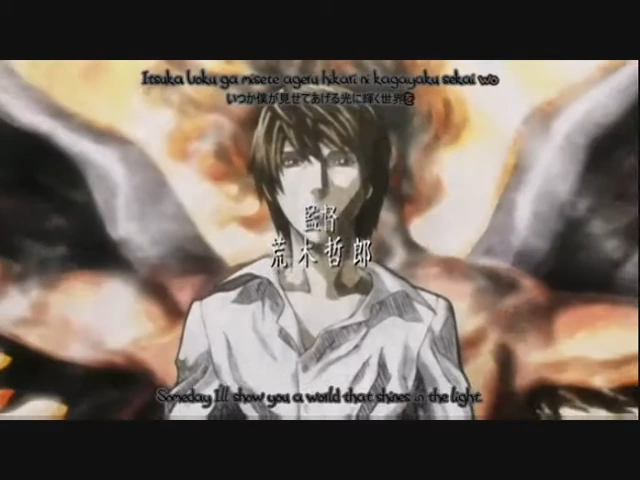 Itsuka boku ga misete ageru hikari ni kagayaku sekai wo
いつか僕が見せてあげる光に輝く世界を
監督
荒木哲郎
Someday I'll show you a world that shines in the light